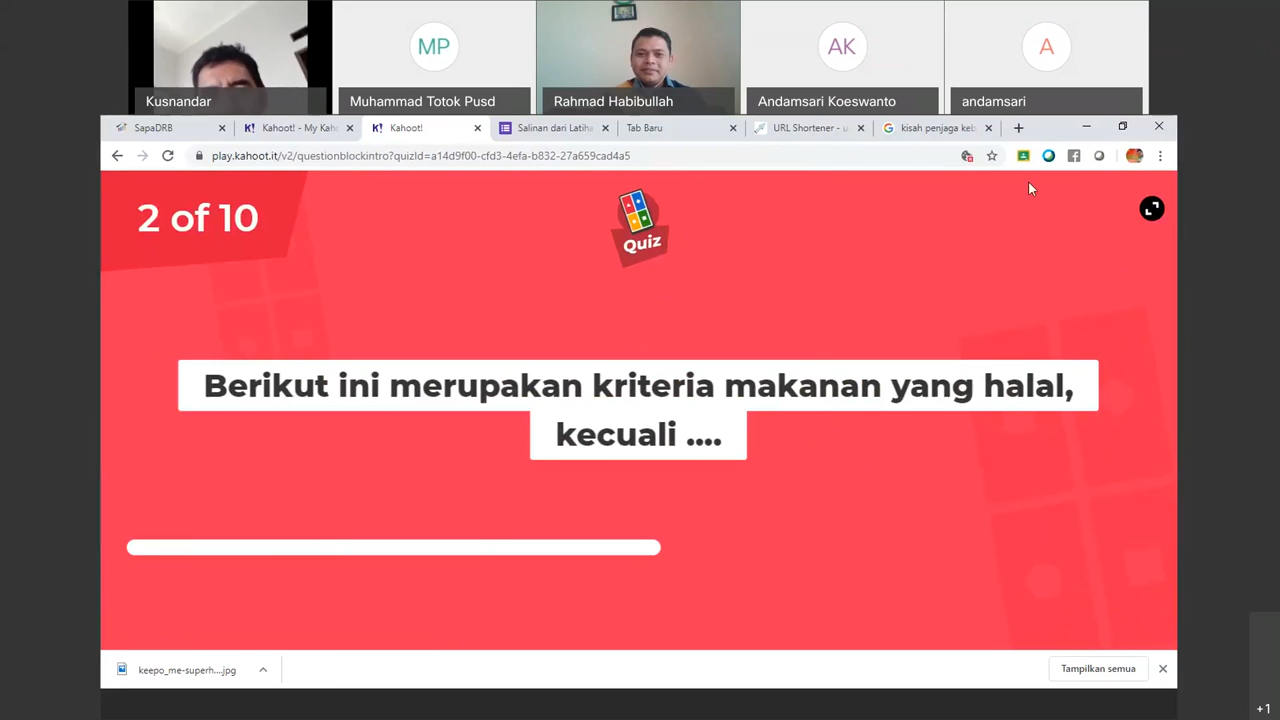 MP
AK
A
Kusnandar
Muhammad Totok Pusd
Rahmad Habibullah
Andamsari Koeswanto
andamsari
SapaDRB
Kahoot! - My Kah
Kahoot!
Salinan dari Latiha
Tab Baru
URL Shortener - u
kisah penjaga keb
play.kahoot.it/v2/questionblockintro?quizId=a14d9f00-cfd3-4efa-b832-27a659cad4a5
2 of 10
Quiz
Berikut ini merupakan kriteria makanan yang halal,
kecuali ....
keepo_me-superh....jpg
Tampilkan semua
+1